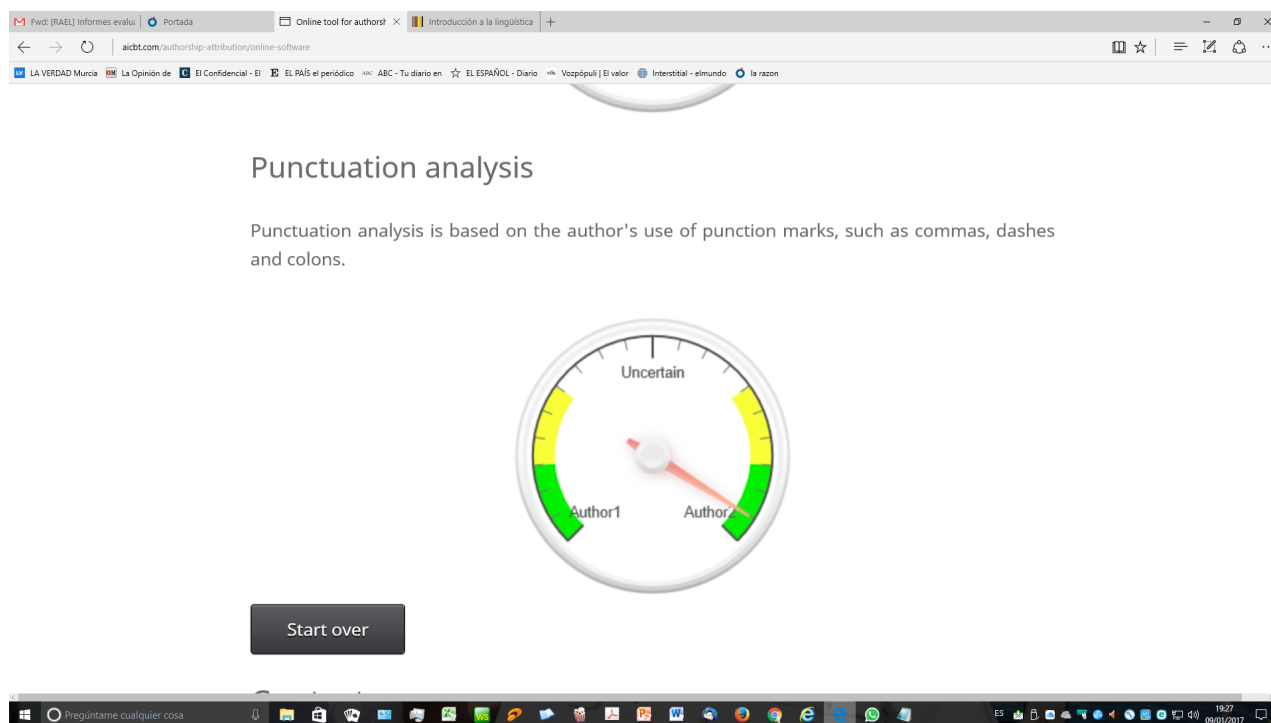 Fwd: [RAEL] Informes evalu
Portada
Online tool for authorsh
Introducción a la lingüística
aicbt.com/authorship-attribution/online-software
LV LA VERDAD Murcia
OM La Opinión de
C El Confidencial - El
E EL PAÍS el periódico
ABC ABC - Tu diario en
EL ESPAÑOL - Diario
Vozpópuli | El valor
Interstitial - elmundo
la razon
Punctuation analysis
Punctuation analysis is based on the author's use of punction marks, such as commas, dashes
and colons.
Uncertain
Author1
Author2
Start over
Pregúntame cualquier cosa
WS
ES
19:27
09/01/2017